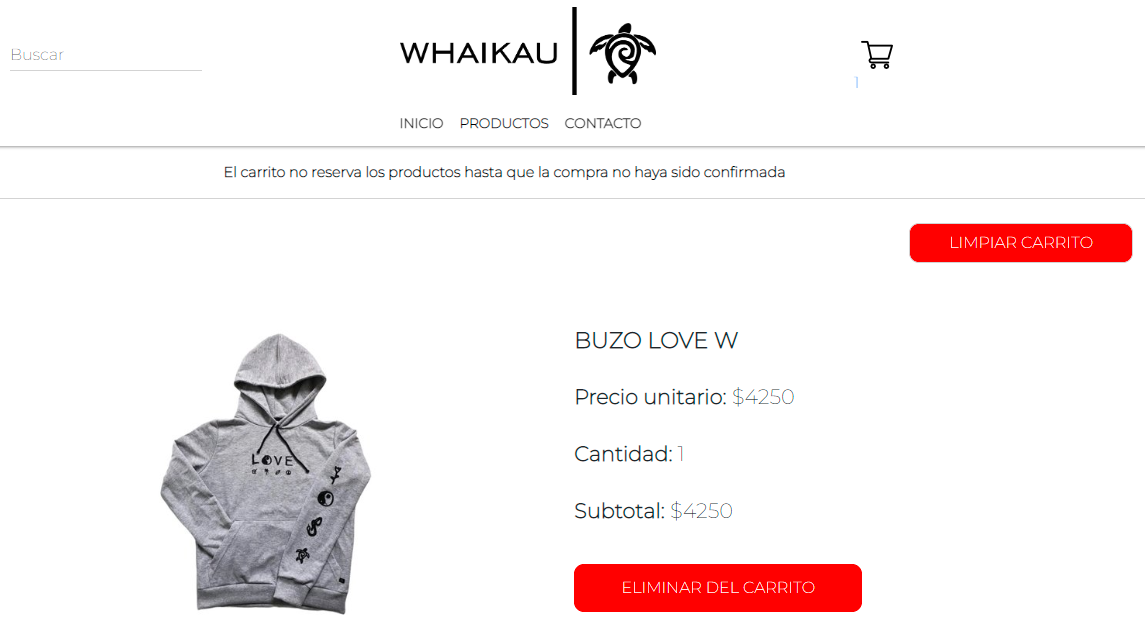 Buscar
WHAIKAU
1
INICIO PRODUCTOS CONTACTO
El carrito no reserva los productos hasta que la compra no haya sido confirmada
LIMPIAR CARRITO
BUZO LOVE W
Precio unitario: $4250
Cantidad: 1
Subtotal: $4250
ELIMINAR DEL CARRITO
LOVE